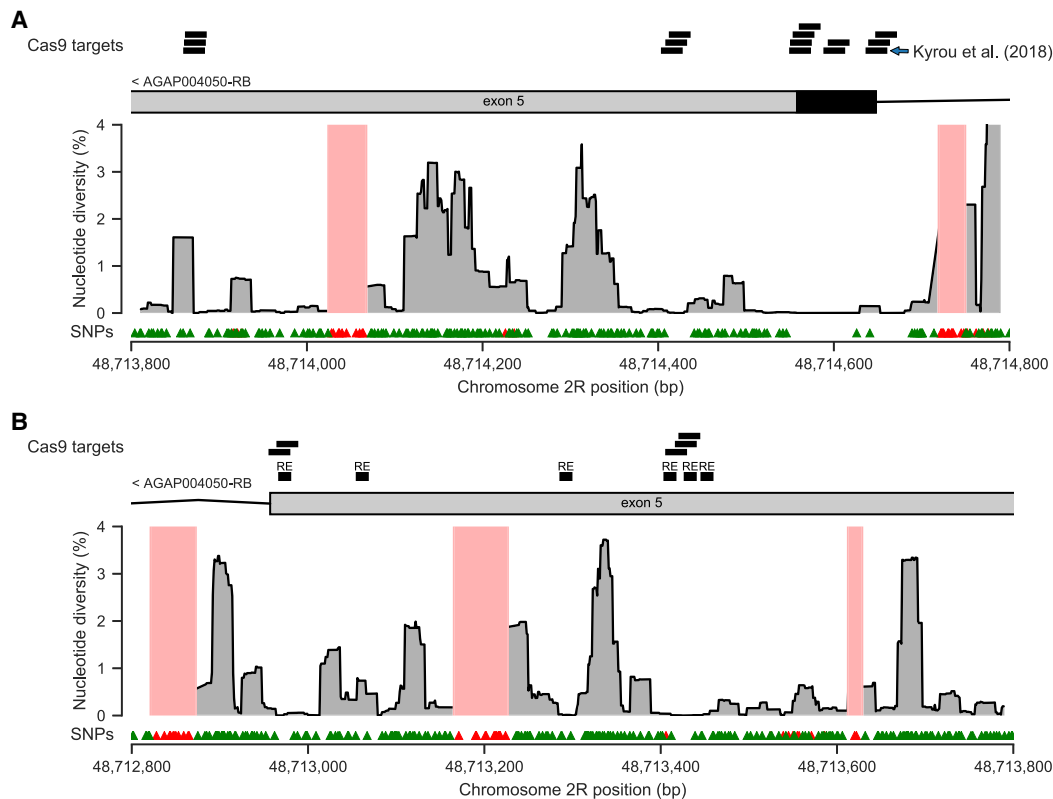 A
Cas9 targets
Kyrou et al. (2018)
< AGAP004050-RB
exon 5
Nucleotide diversity (%)
4
3
2
1
0
SNPs
48,713,800 48,714,000 48,714,200 48,714,400 48,714,600 48,714,800
Chromosome 2R position (bp)
B
Cas9 targets
RE RE RE RE RE RE
< AGAP004050-RB
exon 5
Nucleotide diversity (%)
4
3
2
1
0
SNPs
48,712,800 48,713,000 48,713,200 48,713,400 48,713,600 48,713,800
Chromosome 2R position (bp)